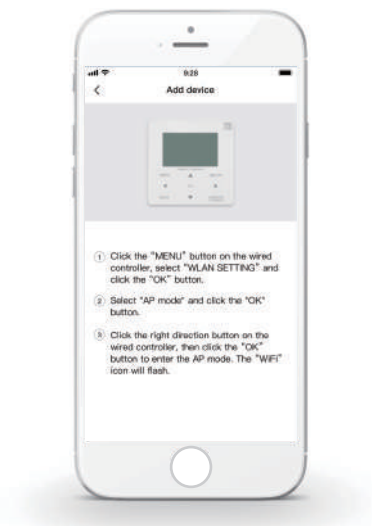 9:28
Add device
① Click the "MENU" button on the wired
controller, select "WLAN SETTING" and
click the "OK" button.
② Select "AP mode" and click the "OK"
button.
③ Click the right direction button on the
wired controller, then click the "OK"
button to enter the AP mode. The "WiFi"
icon will flash.